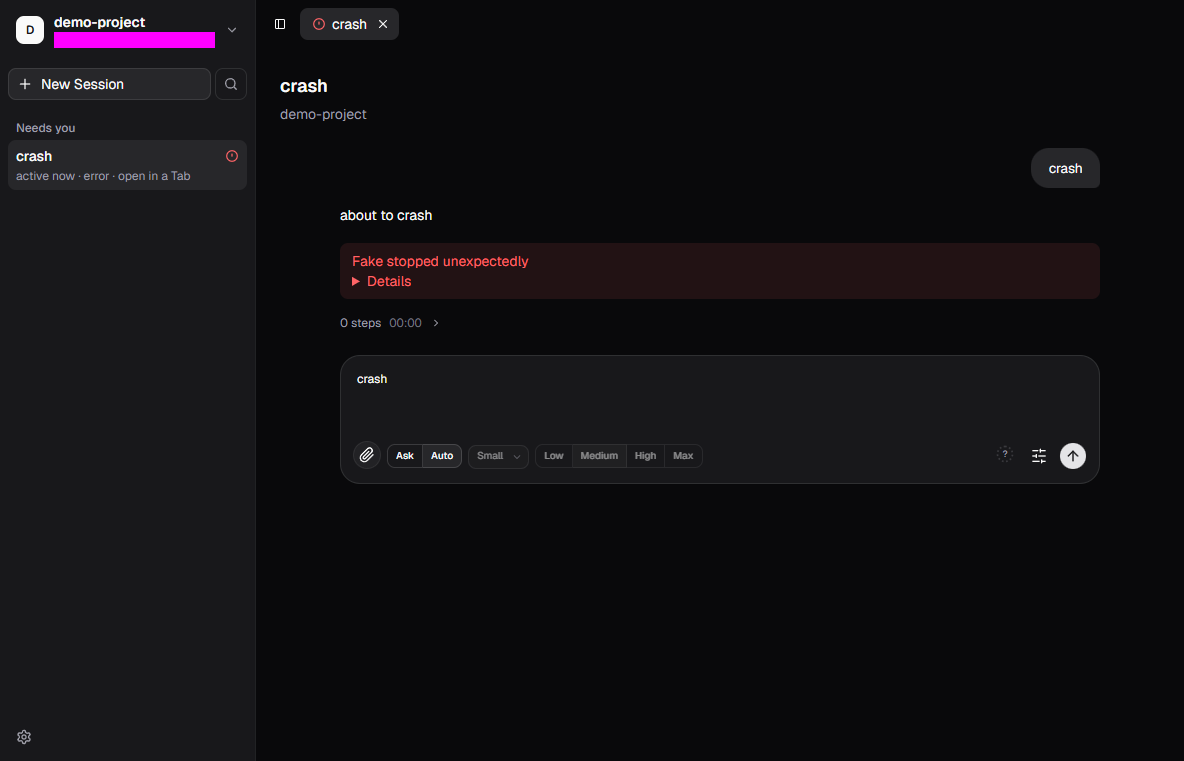 D
demo-project
New Session
Needs you
crash
active now · error · open in a Tab
crash
crash
demo-project
crash
about to crash
Fake stopped unexpectedly
Details
0 steps 00:00
crash
Ask Auto Small Low Medium High Max ?